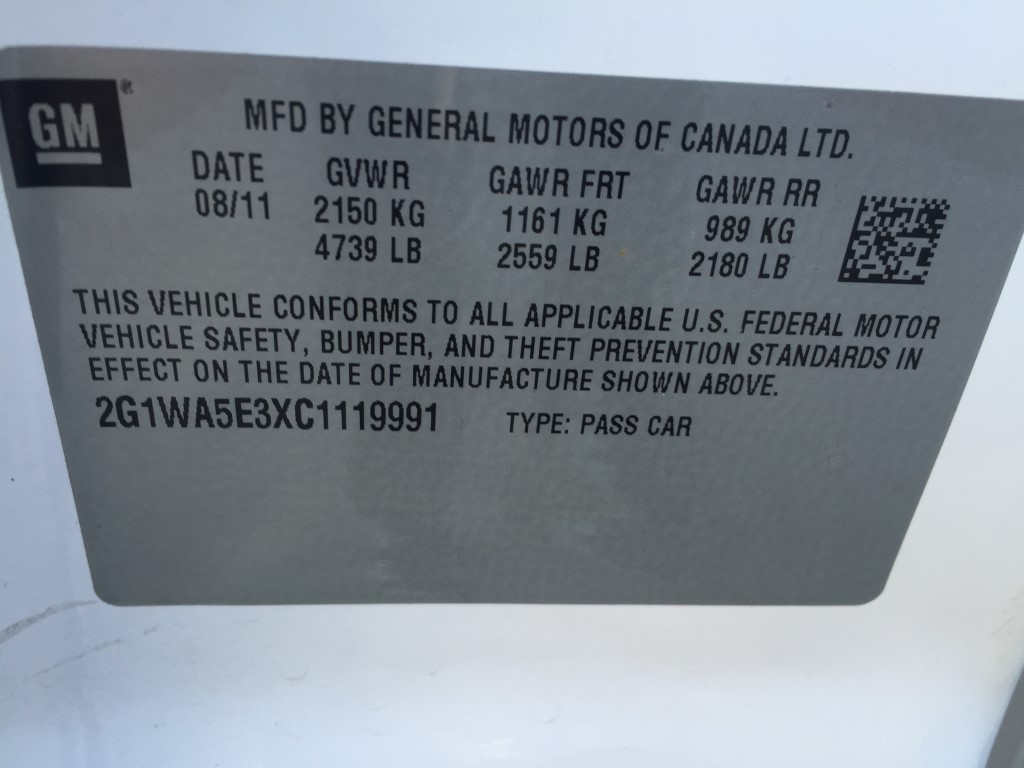 GM®
MFD BY GENERAL MOTORS OF CANADA LTD.
DATE GVWR GAWR FRT GAWR RR
08/11 2150 KG 1161 KG 989 KG
4739 LB 2559 LB 2180 LB
THIS VEHICLE CONFORMS TO ALL APPLICABLE U.S. FEDERAL MOTOR
VEHICLE SAFETY, BUMPER, AND THEFT PREVENTION STANDARDS IN
EFFECT ON THE DATE OF MANUFACTURE SHOWN ABOVE.
2G1WA5E3XC1119991 TYPE: PASS CAR